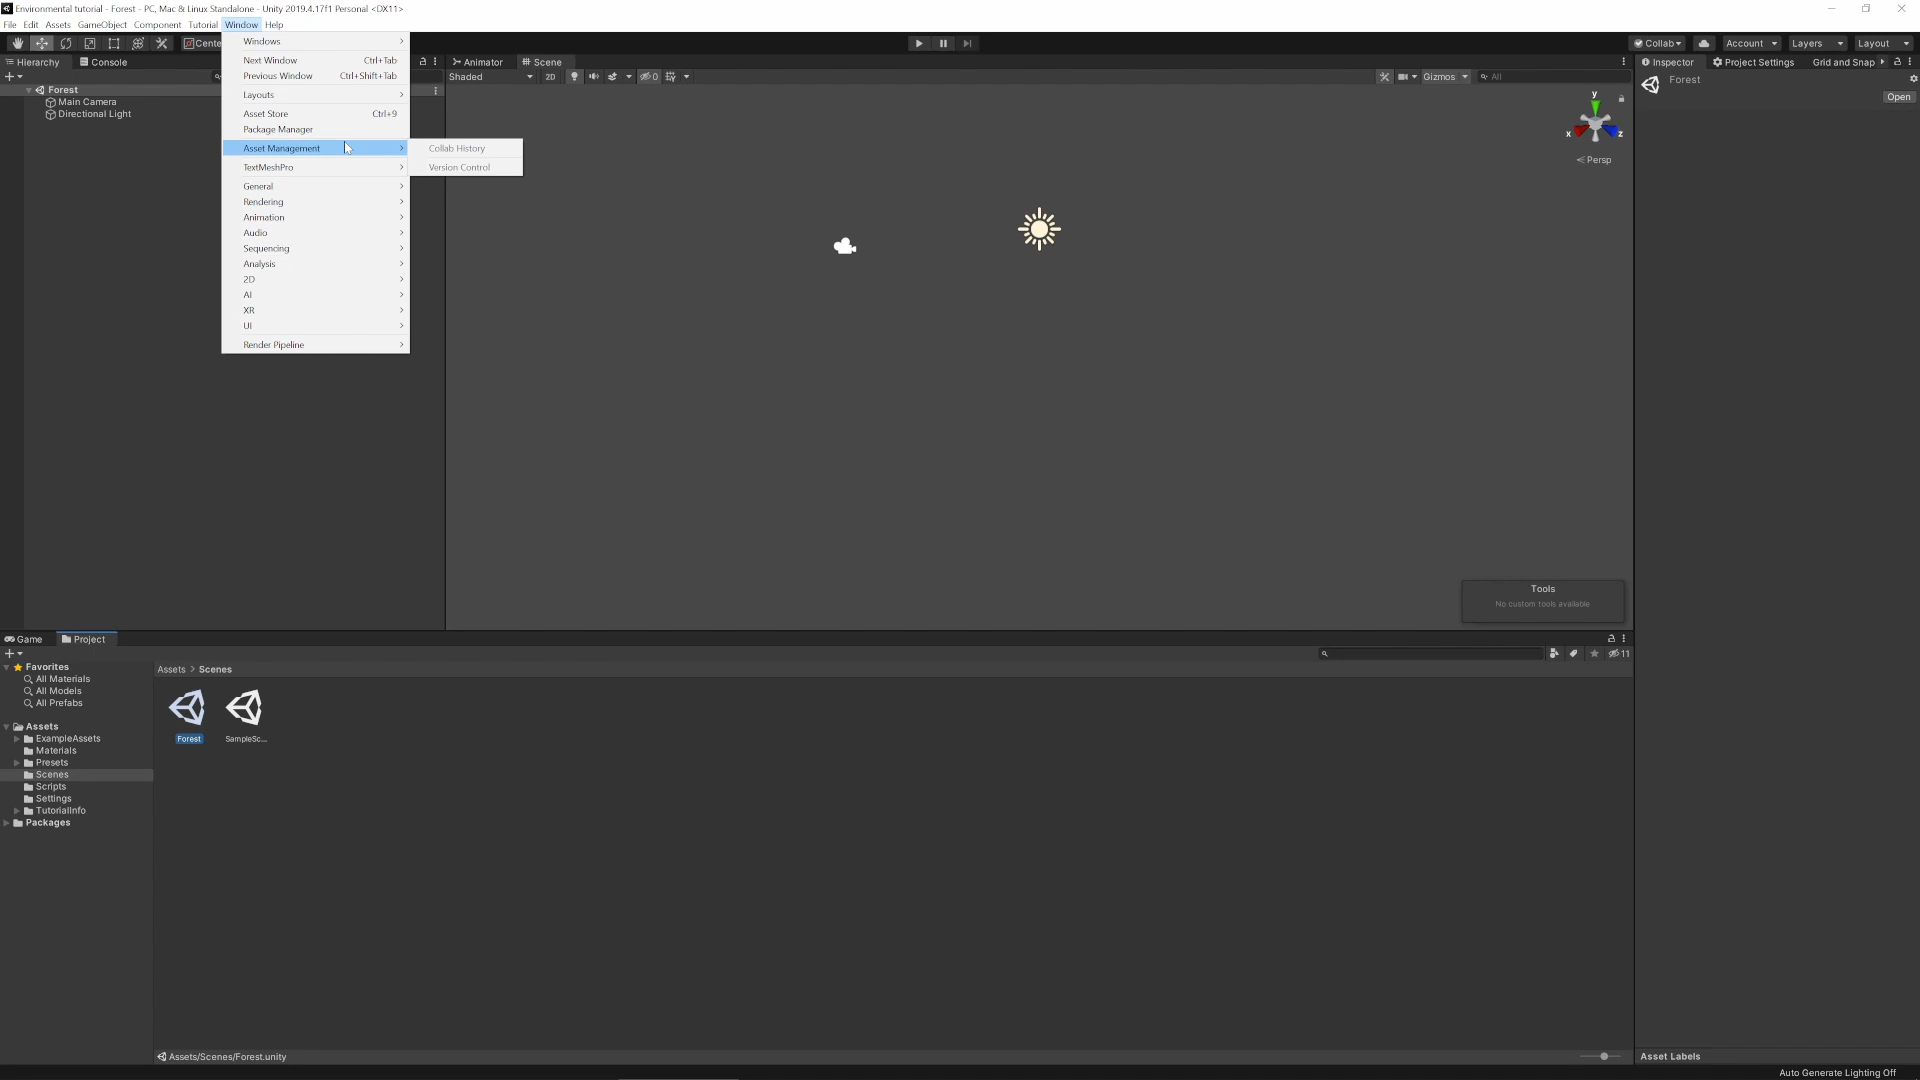 Environmental tutorial - Forest - PC, Mac & Linux Standalone - Unity 2019.4.17f1 Personal <DX11>
File Edit Assets GameObject Component Tutorial Window Help
Collab Account Layers Layout
Hierarchy Console
Forest
Main Camera
Directional Light
Windows
Next Window Ctrl+Tab
Previous Window Ctrl+Shift+Tab
Layouts
Asset Store Ctrl+9
Package Manager
Asset Management
TextMeshPro
General
Rendering
Animation
Audio
Sequencing
Analysis
2D
AI
XR
UI
Render Pipeline
Collab History
Version Control
Animator Scene
Shaded 2D 0 Gizmos All
y
x z
Persp
Tools
No custom tools available
Inspector Project Settings Grid and Snap
Forest
Open
Game Project
11
Favorites
All Materials
All Models
All Prefabs
Assets
ExampleAssets
Materials
Presets
Scenes
Scripts
Settings
TutorialInfo
Packages
Assets > Scenes
Forest SampleSc...
Assets/Scenes/Forest.unity
Asset Labels
Auto Generate Lighting Off